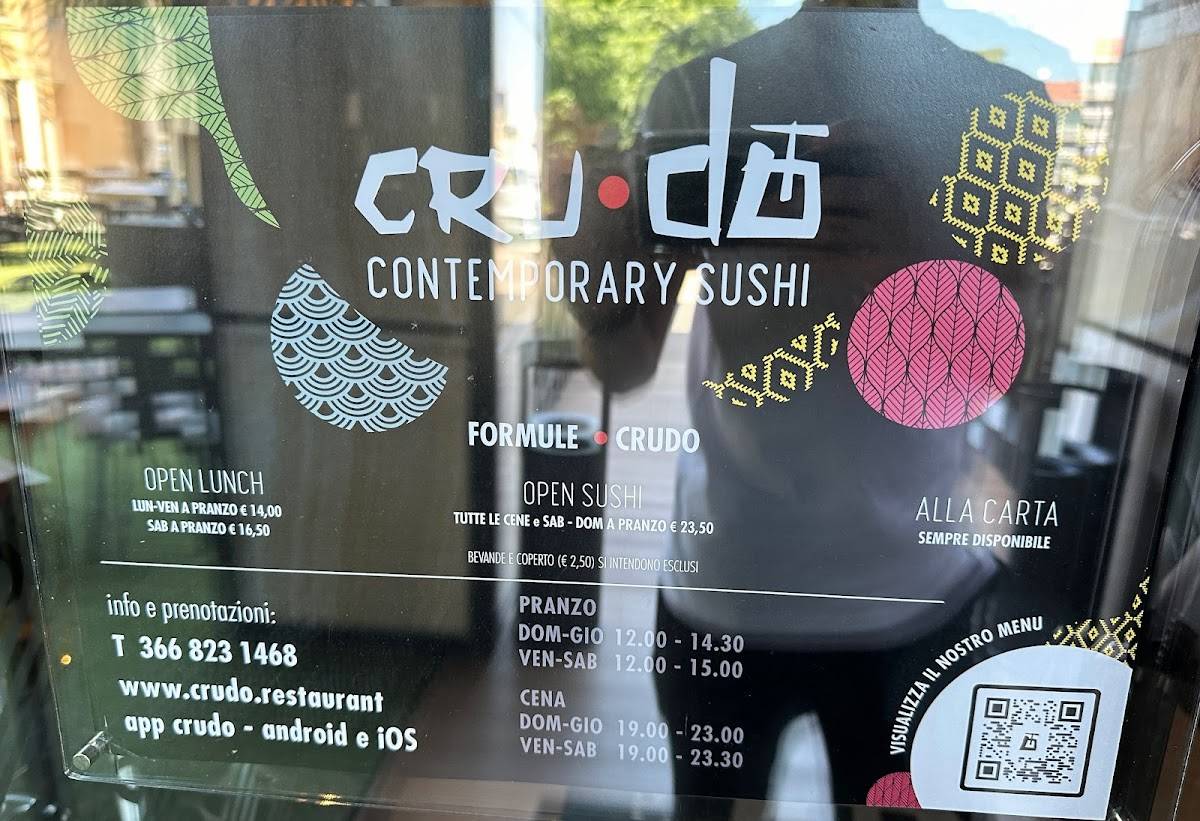 CRU•DO
CONTEMPORARY SUSHI
FORMULE • CRUDO
OPEN LUNCH
LUN-VEN A PRANZO € 14,00
SAB A PRANZO € 16,50
OPEN SUSHI
TUTTE LE CENE e SAB - DOM A PRANZO € 23,50
ALLA CARTA
SEMPRE DISPONIBILE
BEVANDE E COPERTO (€ 2,50) SI INTENDONO ESCLUSI
info e prenotazioni:
T 366 823 1468
www.crudo.restaurant
app crudo - android e iOS
PRANZO
DOM-GIO 12.00 - 14.30
VEN-SAB 12.00 - 15.00
CENA
DOM-GIO 19.00 - 23.00
VEN-SAB 19.00 - 23.30
VISUALIZZA IL NOSTRO MENU